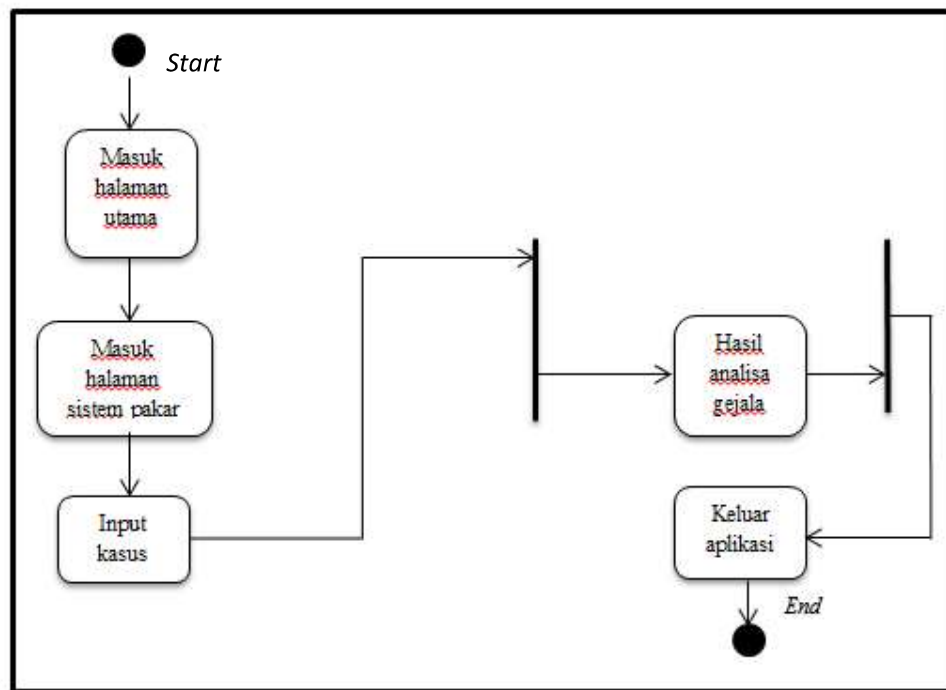 Start
Masuk
halaman
utama
Masuk
halaman
sistem pakar
Input
kasus
Hasil
analisa
gejala
Keluar
aplikasi
End